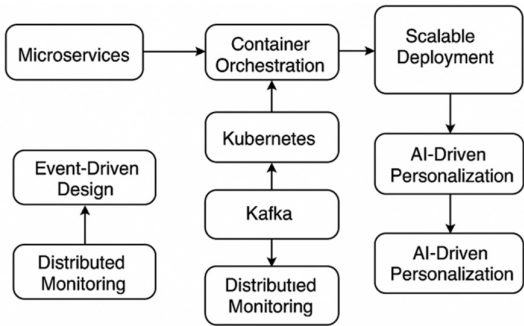 Microservices
Container
Orchestration
Scalable
Deployment
Kubernetes
AI-Driven
Personalization
Event-Driven
Design
Kafka
Distributed
Monitoring
Distributed
Monitoring
AI-Driven
Personalization